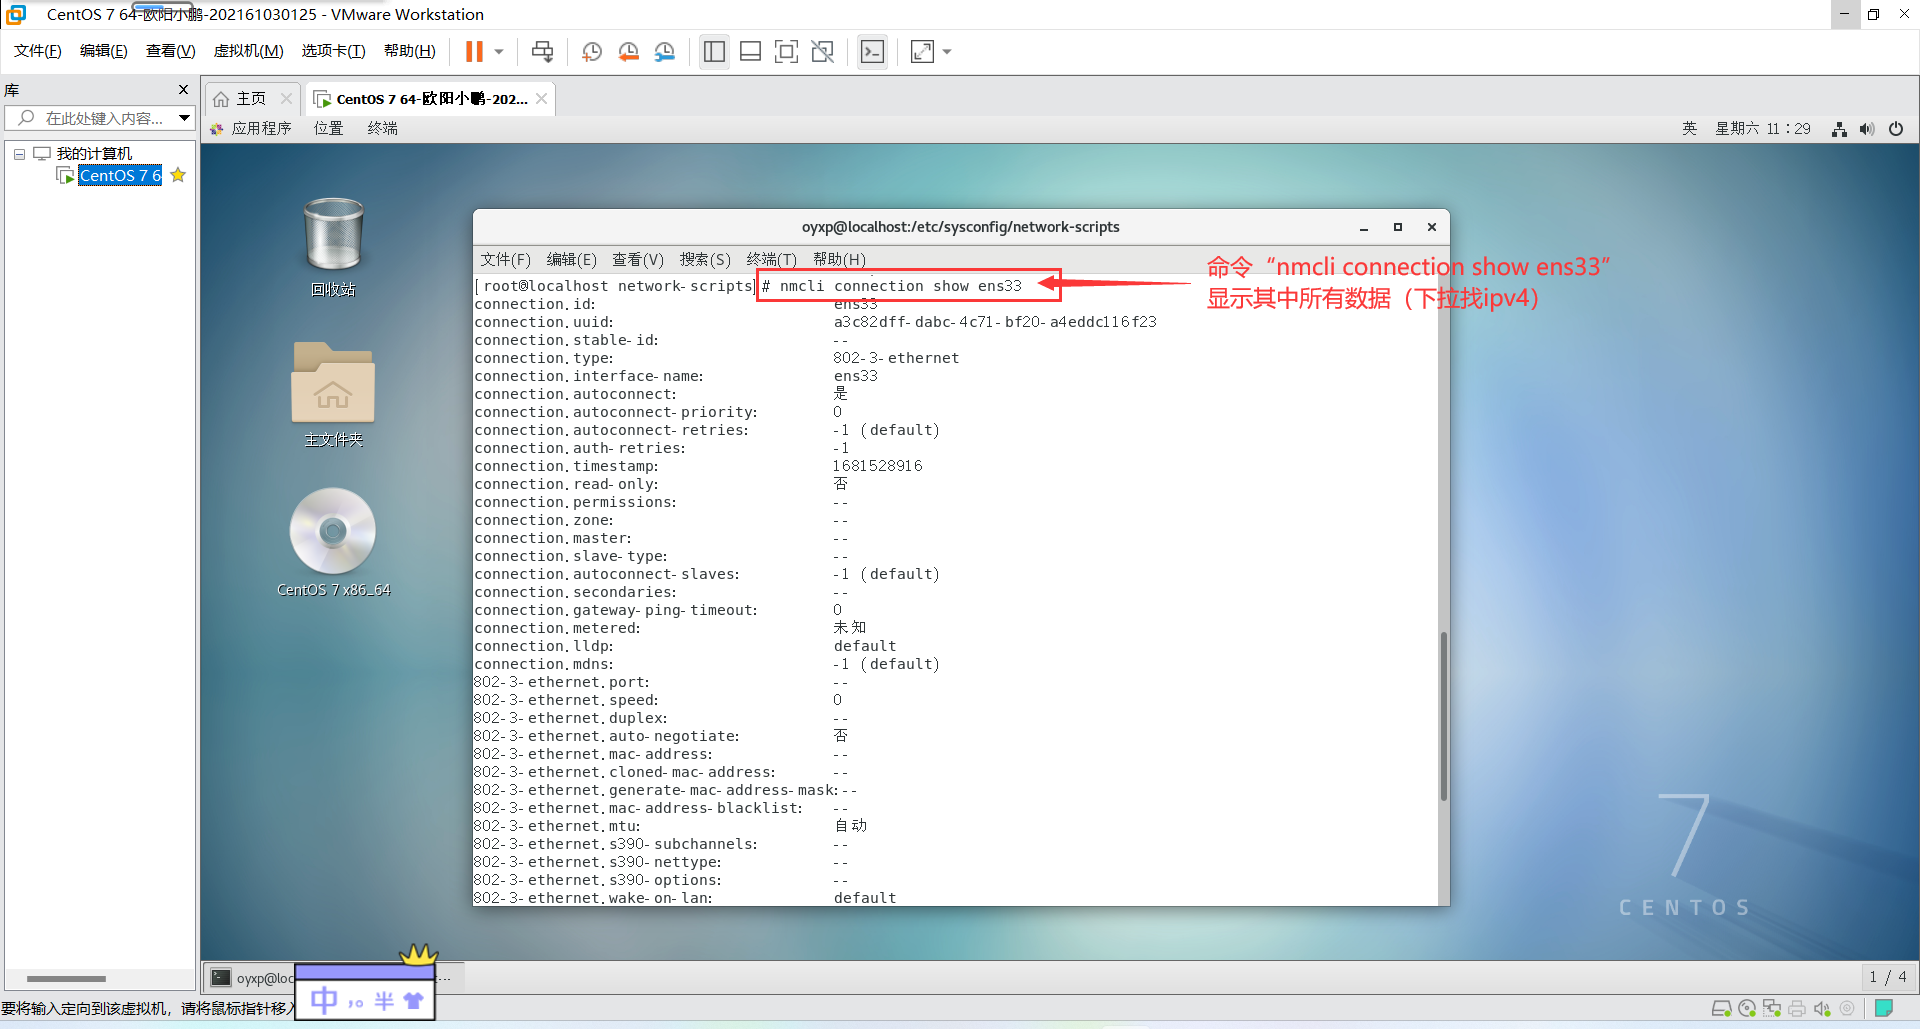 CentOS 7 64-欧阳小鹏-202161030125 - VMware Workstation
文件(F) 编辑(E) 查看(V) 虚拟机(M) 选项卡(T) 帮助(H)
库
在此处键入内容...
我的计算机
CentOS 7 6
主页
CentOS 7 64-欧阳小鹏-202...
应用程序 位置 终端
英 星期六 11：29
回收站
主文件夹
CentOS 7 x86_64
oyxp@localhost:/etc/sysconfig/network-scripts
文件(F) 编辑(E) 查看(V) 搜索(S) 终端(T) 帮助(H)
[root@localhost network-scripts]# nmcli connection show ens33
connection.id: ens33
connection.uuid: a3c82dff-dabc-4c71-bf20-a4eddc116f23
connection.stable-id: --
connection.type: 802-3-ethernet
connection.interface-name: ens33
connection.autoconnect: 是
connection.autoconnect-priority: 0
connection.autoconnect-retries: -1 (default)
connection.auth-retries: -1
connection.timestamp: 1681528916
connection.read-only: 否
connection.permissions: --
connection.zone: --
connection.master: --
connection.slave-type: --
connection.autoconnect-slaves: -1 (default)
connection.secondaries: --
connection.gateway-ping-timeout: 0
connection.metered: 未知
connection.lldp: default
connection.mdns: -1 (default)
802-3-ethernet.port: --
802-3-ethernet.speed: 0
802-3-ethernet.duplex: --
802-3-ethernet.auto-negotiate: 否
802-3-ethernet.mac-address: --
802-3-ethernet.cloned-mac-address: --
802-3-ethernet.generate-mac-address-mask:--
802-3-ethernet.mac-address-blacklist: --
802-3-ethernet.mtu: 自动
802-3-ethernet.s390-subchannels: --
802-3-ethernet.s390-nettype: --
802-3-ethernet.s390-options: --
802-3-ethernet.wake-on-lan: default
命令“nmcli connection show ens33”
显示其中所有数据（下拉找ipv4）
7
CENTOS
oyxp@loc
...
1 / 4
中 ,。 半
要将输入定向到该虚拟机，请将鼠标指针移入